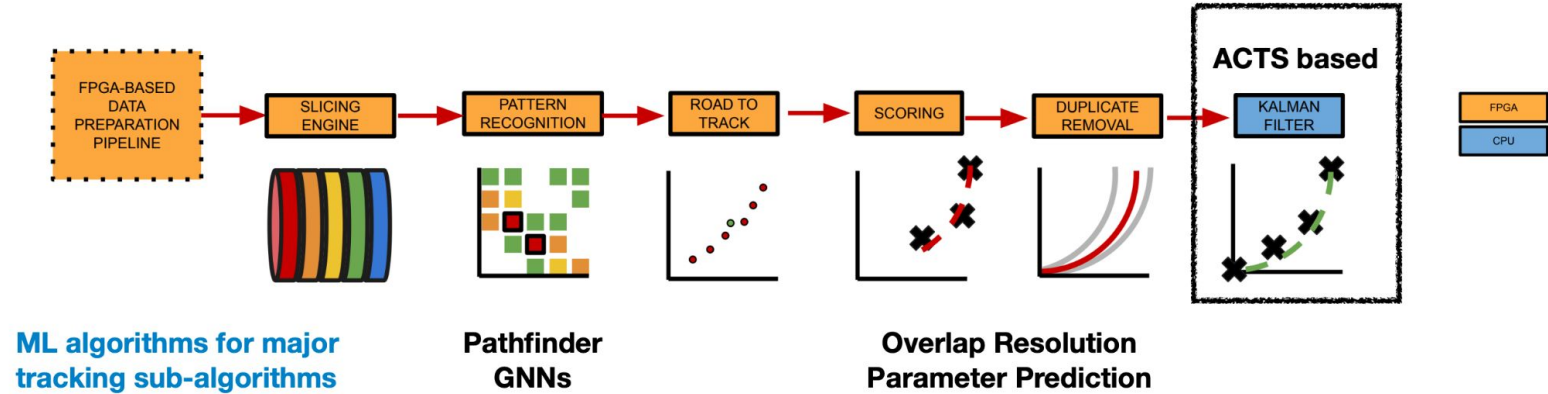 ACTS based
FPGA-BASED
DATA
PREPARATION
PIPELINE
SLICING
ENGINE
PATTERN
RECOGNITION
ROAD TO
TRACK
SCORING
DUPLICATE
REMOVAL
KALMAN
FILTER
FPGA
CPU
ML algorithms for major
tracking sub-algorithms
Pathfinder
GNNs
Overlap Resolution
Parameter Prediction